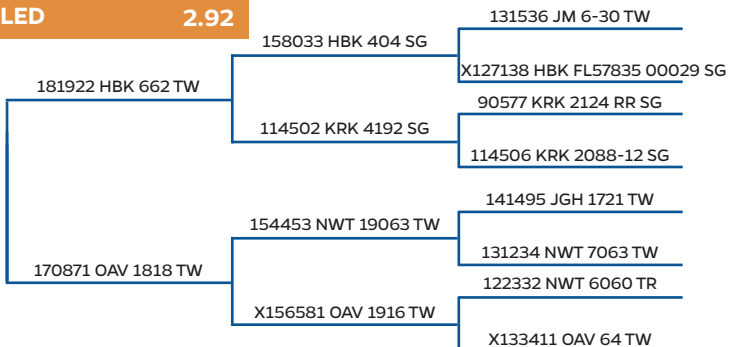 LED 2.92
131536 JM 6-30 TW
158033 HBK 404 SG
X127138 HBK FL57835 00029 SG
181922 HBK 662 TW
90577 KRK 2124 RR SG
114502 KRK 4192 SG
114506 KRK 2088-12 SG
141495 JGH 1721 TW
154453 NWT 19063 TW
131234 NWT 7063 TW
170871 OAV 1818 TW
122332 NWT 6060 TR
X156581 OAV 1916 TW
X133411 OAV 64 TW